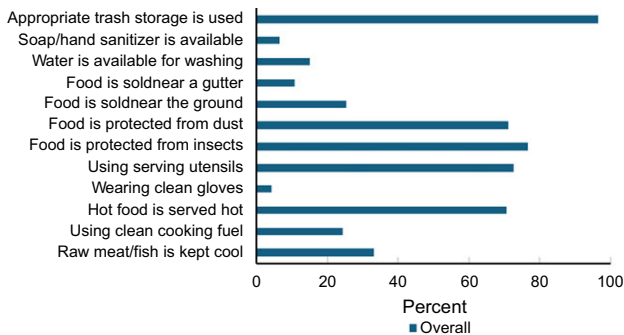 Appropriate trash storage is used
Soap/hand sanitizer is available
Water is available for washing
Food is soldnear a gutter
Food is soldnear the ground
Food is protected from dust
Food is protected from insects
Using serving utensils
Wearing clean gloves
Hot food is served hot
Using clean cooking fuel
Raw meat/fish is kept cool
0 20 40 60 80 100
Percent
Overall